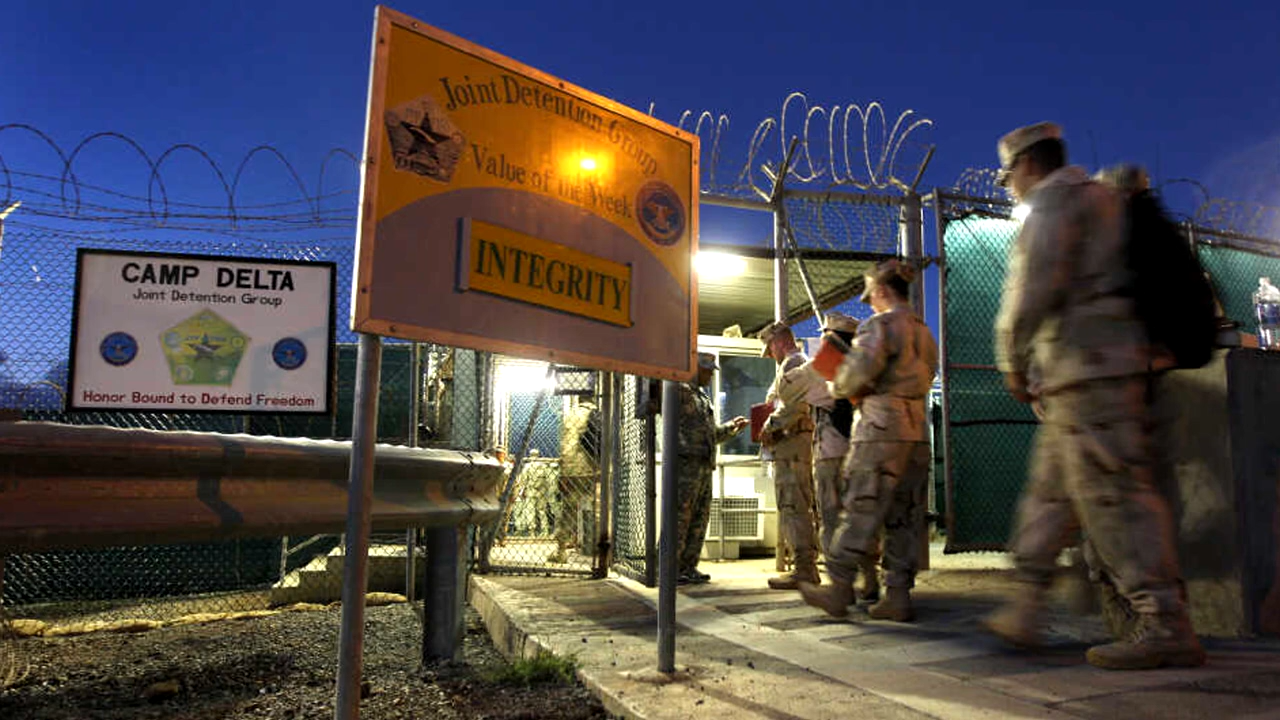 CAMP DELTA
Joint Detention Group
Honor Bound to Defend Freedom
Joint Detention Group
Value of the Week
INTEGRITY